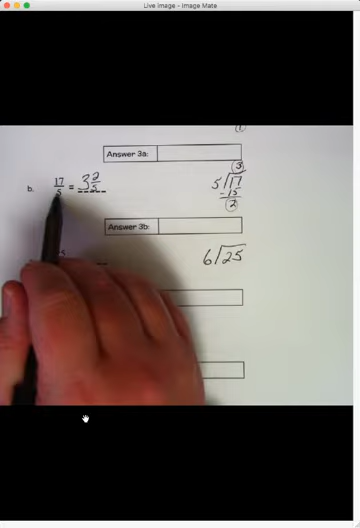 Live Image - Image Mate
1
Answer 3a:
b. 17/5 = 3 2/5
3
5 17
-15
2
Answer 3b:
6 25